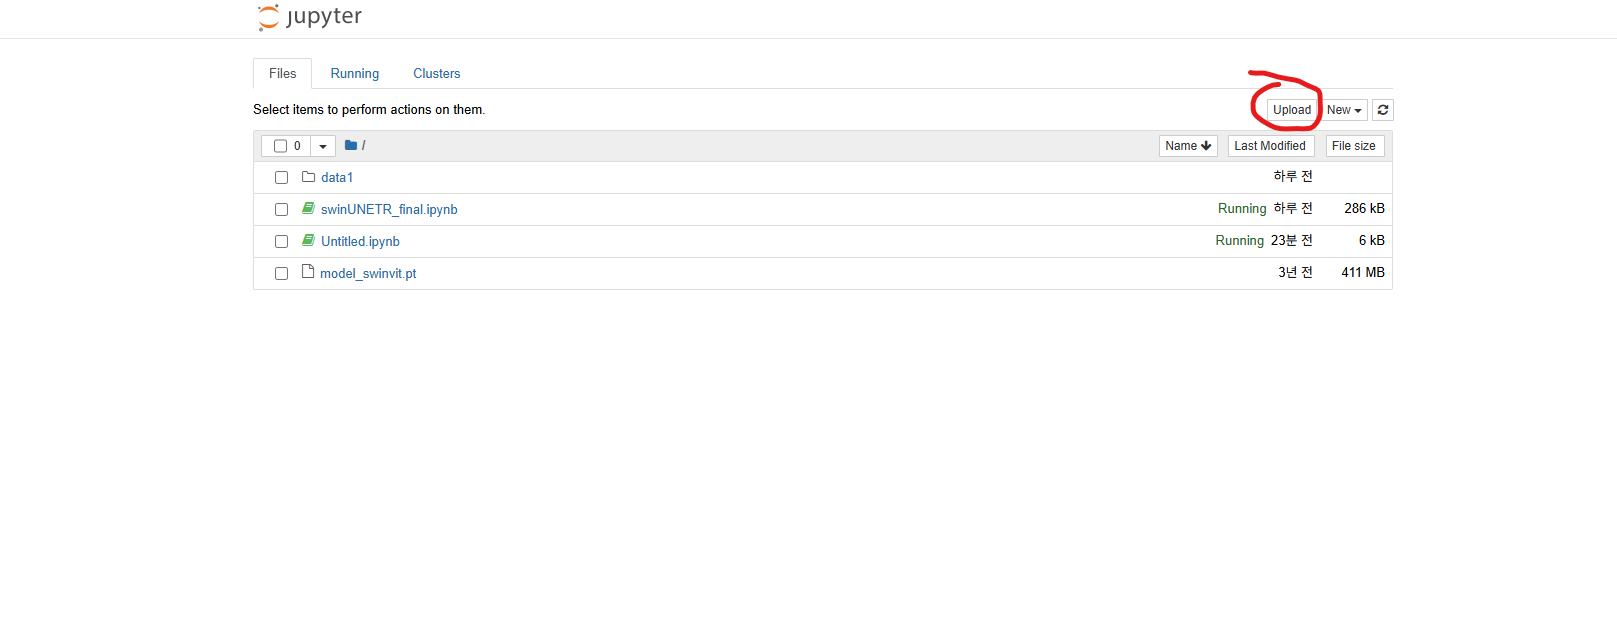 jupyter
Files Running Clusters
Select items to perform actions on them. Upload New
0 / Name Last Modified File size
data1 하루 전
swinUNETR_final.ipynb Running 하루 전 286 kB
Untitled.ipynb Running 23분 전 6 kB
model_swinvit.pt 3년 전 411 MB